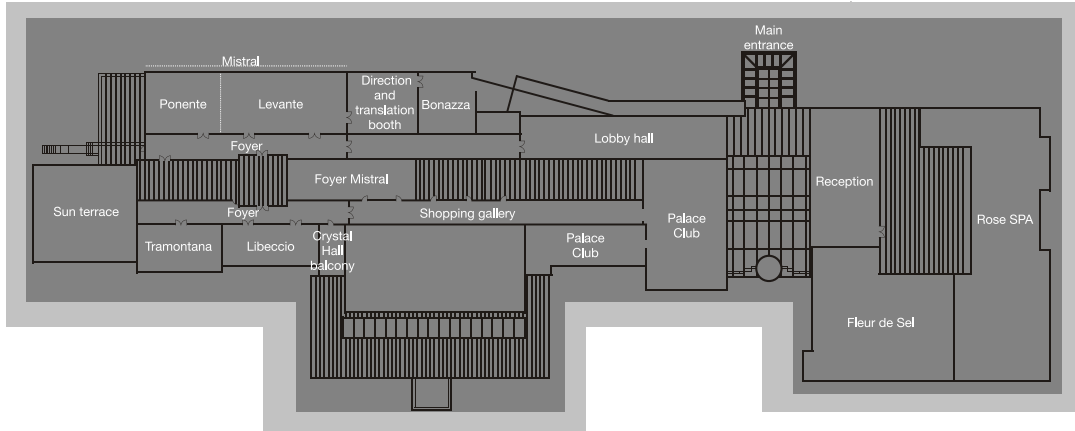 Main
entrance
Mistral
Ponente
Levante
Direction
and
translation
booth
Bonazza
Lobby hall
Foyer
Foyer Mistral
Reception
Sun terrace
Foyer
Shopping gallery
Palace
Club
Rose SPA
Tramontana
Libeccio
Crystal
Hall
balcony
Palace
Club
Fleur de Sel